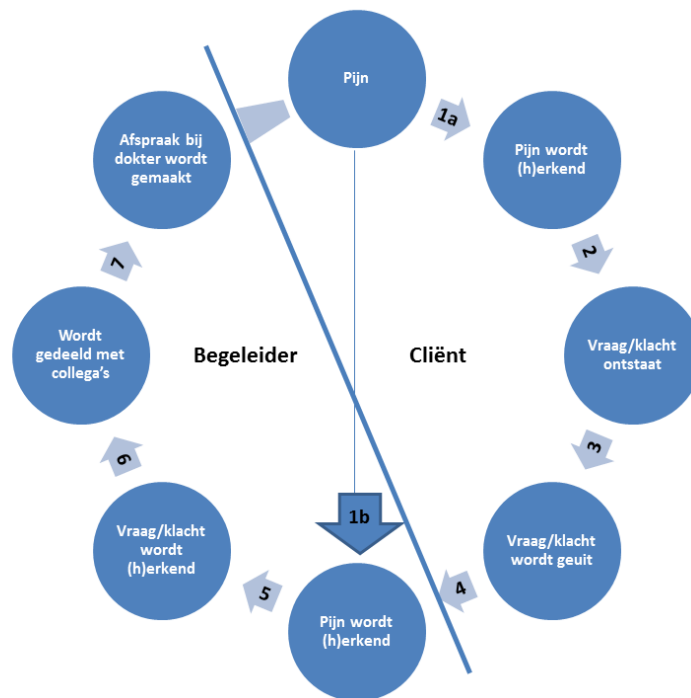 Pijn
1a
Pijn wordt
(h)erkend
2
Vraag/klacht
ontstaat
3
Vraag/klacht
wordt geuit
4
1b
Pijn wordt
(h)erkend
5
Vraag/klacht
wordt
(h)erkend
6
Wordt
gedeeld met
collega's
7
Afspraak bij
dokter wordt
gemaakt
Begeleider
Cliënt